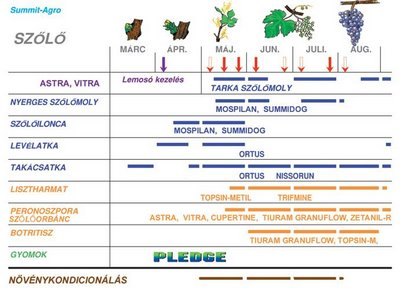 Summit-Agro
SZŐLŐ
MÁRC ÁPR. MÁJ. JUN. JULI. AUG.
ASTRA, VITRA Lemosó kezelés TARKA SZŐLŐMOLY
NYERGES SZŐLŐMOLY
MOSPILAN, SUMMIDOG
SZŐLŐILONCA
MOSPILAN, SUMMIDOG
LEVÉLATKA
ORTUS
TAKÁCSATKA
ORTUS NISSORUN
LISZTHARMAT
TOPSIN-METIL TRIFMINE
PERONOSZPORA
SZŐLŐORBÁNC ASTRA, VITRA, CUPERTINE, TIURAM GRANUFLOW, ZETANIL-R
BOTRITISZ
TIURAM GRANUFLOW, TOPSIN-M,
GYOMOK PLEDGE
NÖVÉNYKONDICIONÁLÁS